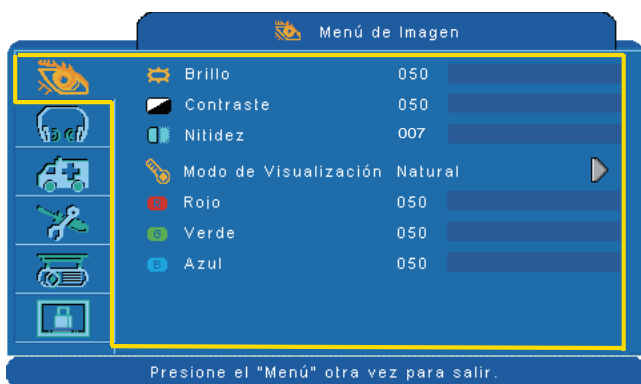 Menú de Imagen
Brillo 050
Contraste 050
Nitidez 007
Modo de Visualización Natural
R Rojo 050
G Verde 050
B Azul 050
Presione el "Menú" otra vez para salir.